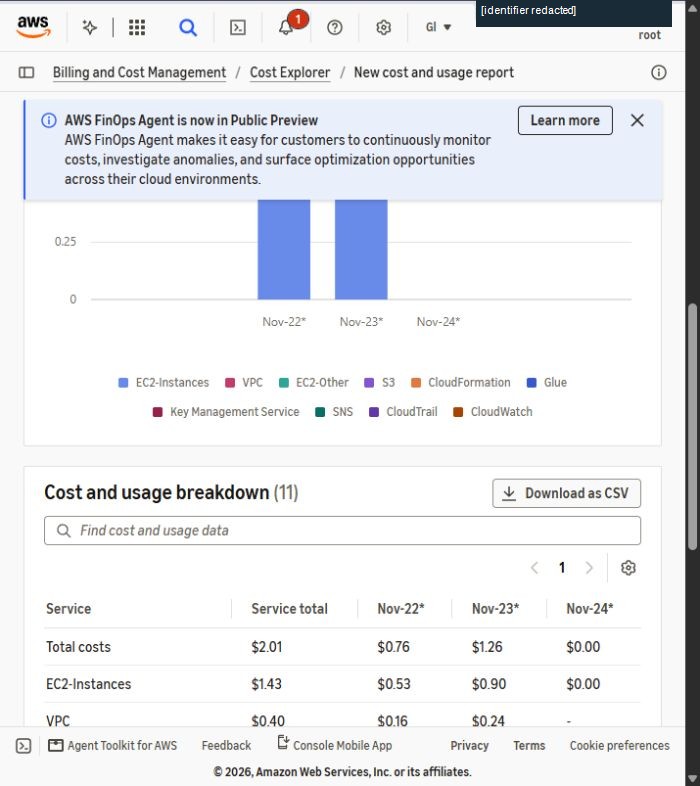 aws
1
Gl
[identifier redacted]
root
Billing and Cost Management / Cost Explorer / New cost and usage report
AWS FinOps Agent is now in Public Preview
AWS FinOps Agent makes it easy for customers to continuously monitor
costs, investigate anomalies, and surface optimization opportunities
across their cloud environments.
Learn more
0.25
0
Nov-22* Nov-23* Nov-24*
EC2-Instances VPC EC2-Other S3 CloudFormation Glue
Key Management Service SNS CloudTrail CloudWatch
Cost and usage breakdown (11)
Download as CSV
Find cost and usage data
1
Service Service total Nov-22* Nov-23* Nov-24*
Total costs $2.01 $0.76 $1.26 $0.00
EC2-Instances $1.43 $0.53 $0.90 $0.00
VPC $0.40 $0.16 $0.24 -
Agent Toolkit for AWS Feedback Console Mobile App Privacy Terms Cookie preferences
© 2026, Amazon Web Services, Inc. or its affiliates.